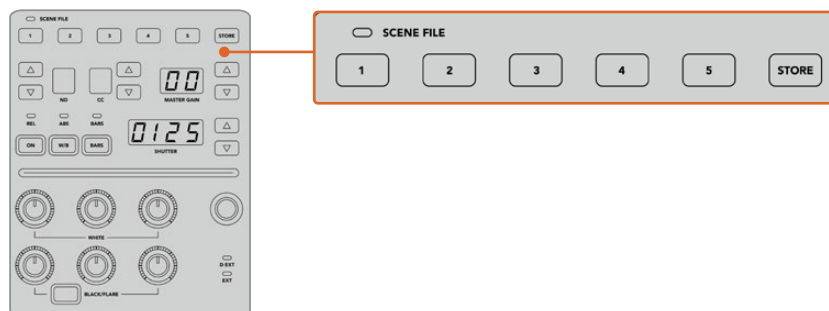 SCENE FILE
1 2 3 4 5 STORE
ND CC 00 MASTER GAIN
REL ABS BARS
ON W/B BARS 0125 SHUTTER
WHITE
D EXT
EXT
BLACK/FLARE
SCENE FILE
1 2 3 4 5 STORE